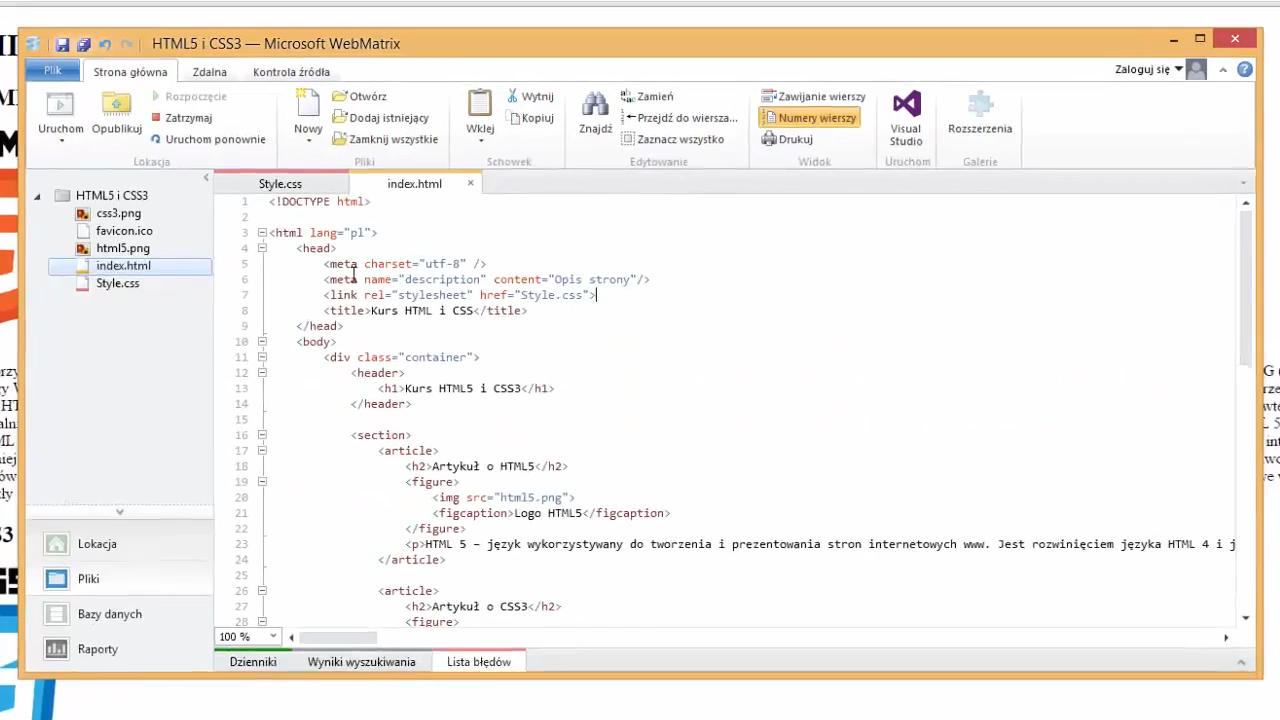 HTML5 i CSS3 — Microsoft WebMatrix
Plik
Strona główna
Zdalna
Kontrola źródła
Zaloguj się
Uruchom
Opublikuj
Rozpoczęcie
Zatrzymaj
Uruchom ponownie
Lokacja
Nowy
Otwórz
Dodaj istniejący
Zamknij wszystkie
Pliki
Wklej
Wytnij
Kopiuj
Schowek
Znajdź
Zamień
Przejdź do wiersza...
Zaznacz wszystko
Edytowanie
Zawijanie wierszy
Numery wierszy
Drukuj
Widok
Visual
Studio
Uruchom
Rozszerzenia
Galerie
HTML5 i CSS3
css3.png
favicon.ico
html5.png
index.html
Style.css
Lokacja
Pliki
Bazy danych
Raporty
Style.css
index.html
1 <!DOCTYPE html>
2
3 <html lang="pl">
4 <head>
5 <meta charset="utf-8" />
6 <meta name="description" content="Opis strony"/>
7 <link rel="stylesheet" href="Style.css">
8 <title>Kurs HTML i CSS</title>
9 </head>
10 <body>
11 <div class="container">
12 <header>
13 <h1>Kurs HTML5 i CSS3</h1>
14 </header>
15
16 <section>
17 <article>
18 <h2>Artykuł o HTML5</h2>
19 <figure>
20 <img src="html5.png">
21 <figcaption>Logo HTML5</figcaption>
22 </figure>
23 <p>HTML 5 – język wykorzystywany do tworzenia i prezentowania stron internetowych www. Jest rozwinięciem języka HTML 4 i j
24 </article>
25
26 <article>
27 <h2>Artykuł o CSS3</h2>
28 <figure>
100 %
Dzienniki
Wyniki wyszukiwania
Lista błędów